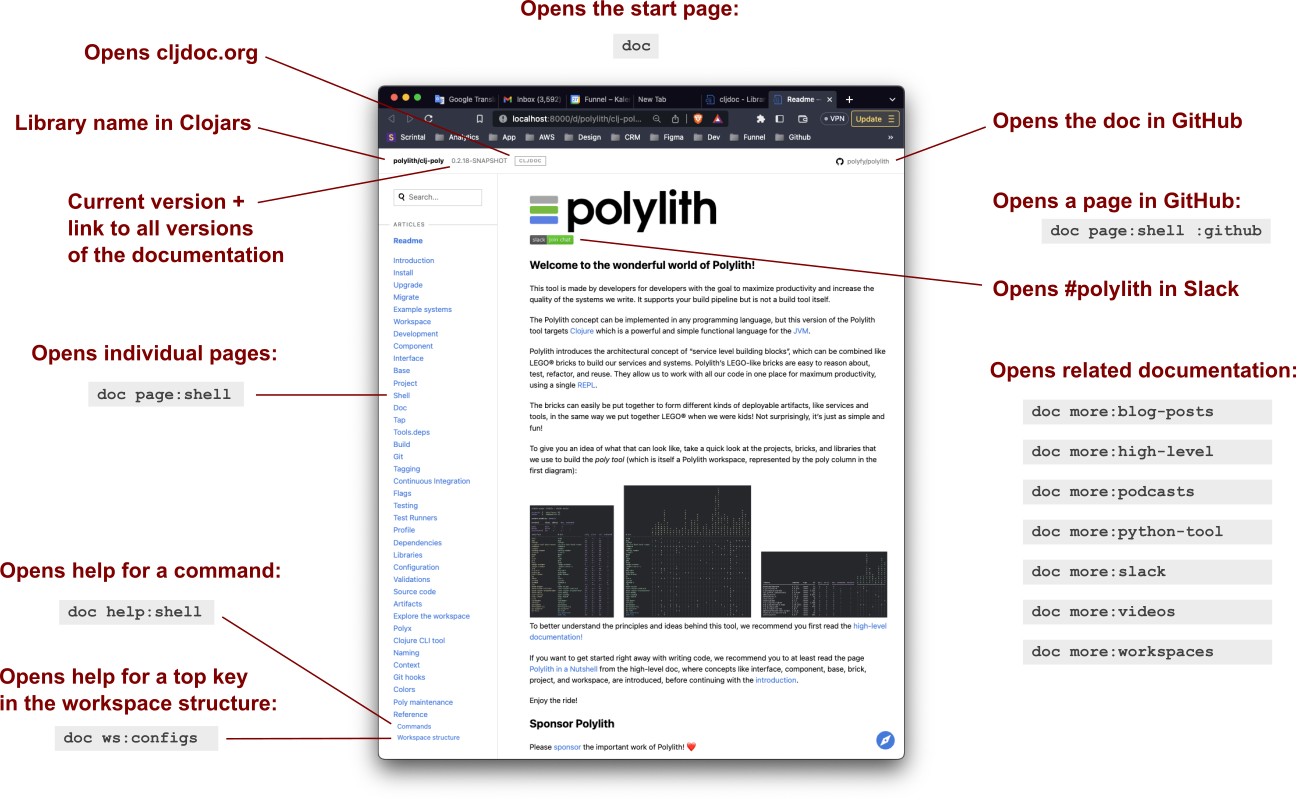 Opens the start page:
doc
Opens cljdoc.org
Library name in Clojars
Current version +
link to all versions
of the documentation
Opens individual pages:
doc page:shell
Opens help for a command:
doc help:shell
Opens help for a top key
in the workspace structure:
doc ws:configs
Google Transl
Inbox (3,592)
Funnel – Kale
New Tab
cljdoc - Librar
Readme –
localhost:8000/d/polylith/clj-pol...
VPN
Update
Scrintal
Analytics
App
AWS
Design
CRM
Figma
Dev
Funnel
Github
»
polylith/clj-poly
0.2.18-SNAPSHOT
CLJDOC
polyfy/polylith
Search...
ARTICLES
Readme
Introduction
Install
Upgrade
Migrate
Example systems
Workspace
Development
Component
Interface
Base
Project
Shell
Doc
Tap
Tools.deps
Build
Git
Tagging
Continuous Integration
Flags
Testing
Test Runners
Profile
Dependencies
Libraries
Configuration
Validations
Source code
Artifacts
Explore the workspace
Polyx
Clojure CLI tool
Naming
Context
Git hooks
Colors
Poly maintenance
Reference
Commands
Workspace structure
polylith
slack join chat
Welcome to the wonderful world of Polylith!
This tool is made by developers for developers with the goal to maximize productivity and increase the
quality of the systems we write. It supports your build pipeline but is not a build tool itself.
The Polylith concept can be implemented in any programming language, but this version of the Polylith
tool targets Clojure which is a powerful and simple functional language for the JVM.
Polylith introduces the architectural concept of “service level building blocks”, which can be combined like
LEGO® bricks to build our services and systems. Polylith's LEGO-like bricks are easy to reason about,
test, refactor, and reuse. They allow us to work with all our code in one place for maximum productivity,
using a single REPL.
The bricks can easily be put together to form different kinds of deployable artifacts, like services and
tools, in the same way we put together LEGO® when we were kids! Not surprisingly, it's just as simple and
fun!
To give you an idea of what that can look like, take a quick look at the projects, bricks, and libraries that
we use to build the poly tool (which is itself a Polylith workspace, represented by the poly column in the
first diagram):
To better understand the principles and ideas behind this tool, we recommend you first read the high-level
documentation!
If you want to get started right away with writing code, we recommend you to at least read the page
Polylith in a Nutshell from the high-level doc, where concepts like interface, component, base, brick,
project, and workspace, are introduced, before continuing with the introduction.
Enjoy the ride!
Sponsor Polylith
Please sponsor the important work of Polylith! ❤️
Opens the doc in GitHub
Opens a page in GitHub:
doc page:shell :github
Opens #polylith in Slack
Opens related documentation:
doc more:blog-posts
doc more:high-level
doc more:podcasts
doc more:python-tool
doc more:slack
doc more:videos
doc more:workspaces